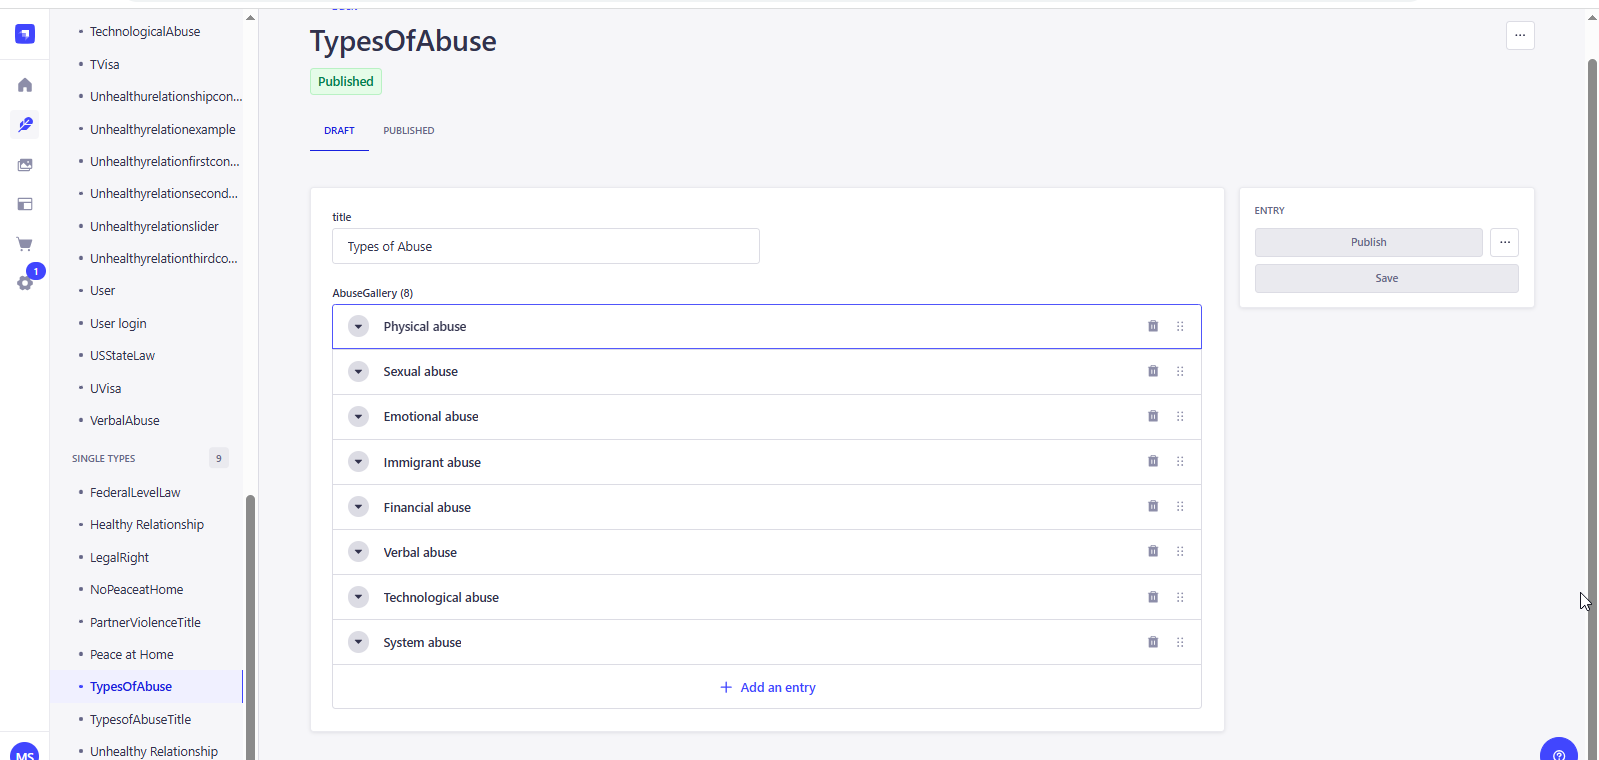 TechnologicalAbuse
TVisa
Unhealthurelationshipcon...
Unhealthyrelationexample
Unhealthyrelationfirstcon...
Unhealthyrelationsecond...
Unhealthyrelationslider
Unhealthyrelationthirdco...
User
User login
USStateLaw
UVisa
VerbalAbuse
SINGLE TYPES 9
FederalLevelLaw
Healthy Relationship
LegalRight
NoPeaceatHome
PartnerViolenceTitle
Peace at Home
TypesOfAbuse
TypesofAbuseTitle
Unhealthy Relationship
1
MS
TypesOfAbuse
Published
DRAFT PUBLISHED
title
Types of Abuse
AbuseGallery (8)
Physical abuse
Sexual abuse
Emotional abuse
Immigrant abuse
Financial abuse
Verbal abuse
Technological abuse
System abuse
Add an entry
ENTRY
Publish
Save